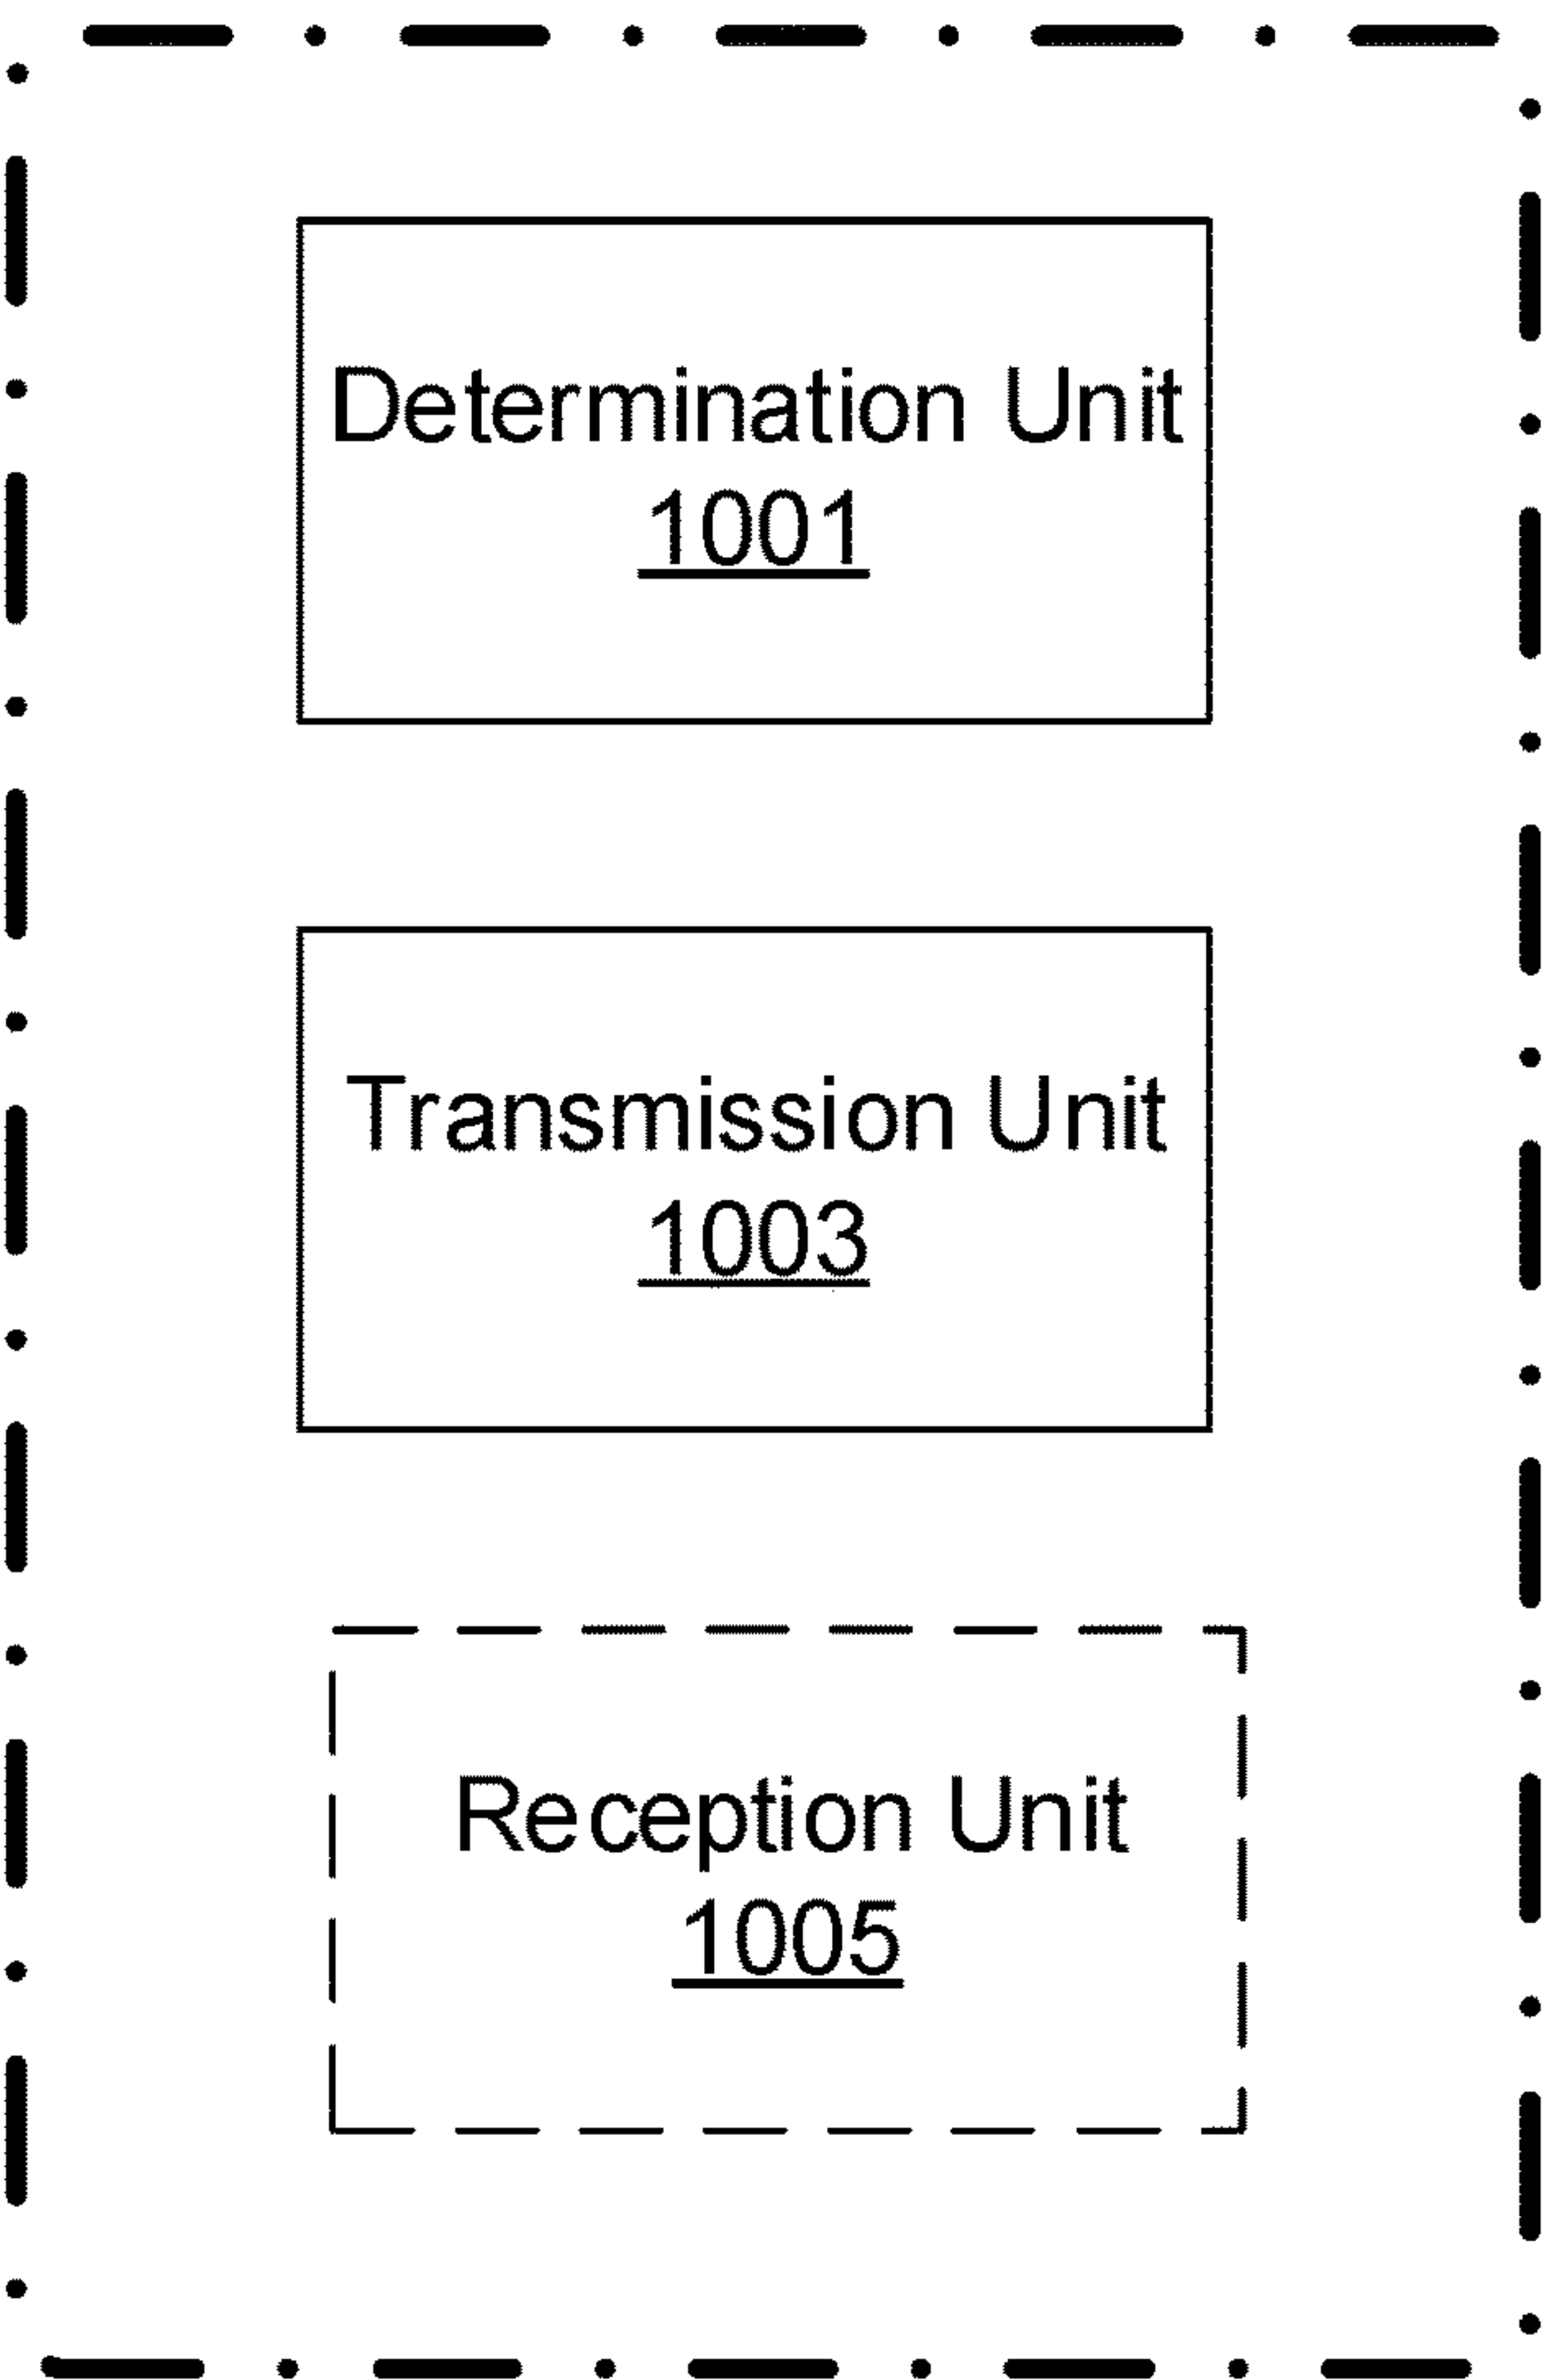 Determination Unit
1001
Transmission Unit
1003
Reception Unit
1005